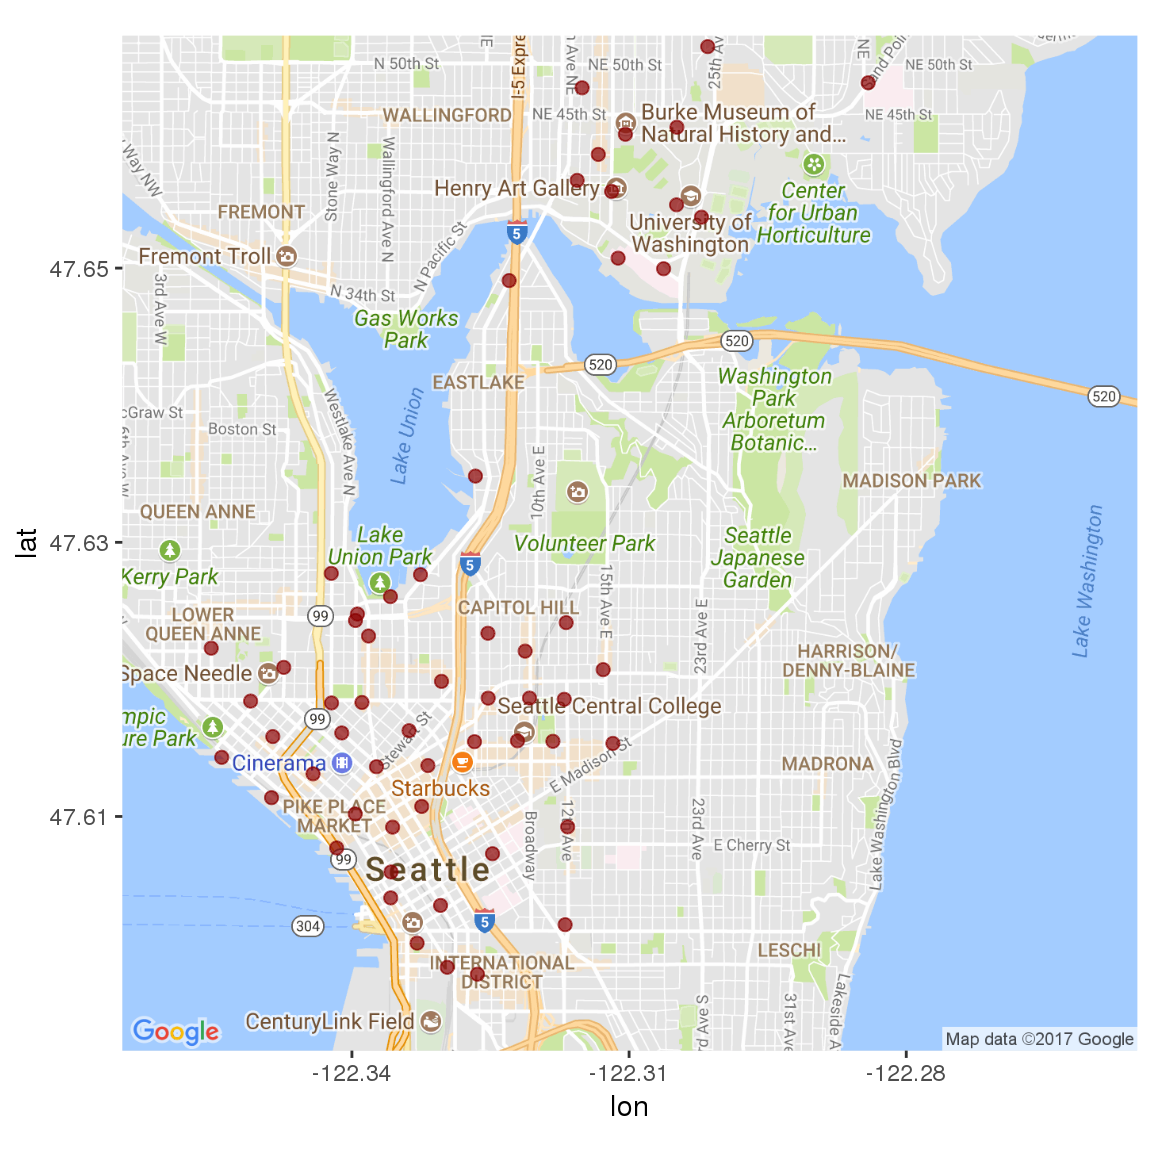 I-5 Expre
NE
n Ave NE
25th Av
NE
Sand Poin
N 50th St
NE 50th St
NE 50th St
WALLINGFORD
NE 45th St
Burke Museum of
Natural History and...
NE 45th St
Way NW
Stone Way N
Wallingford Ave N
Henry Art Gallery
Center
for Urban
Horticulture
FREMONT
5
University of
Washington
Fremont Troll
N Pacific St
47.65
3rd Ave W
N 34th St
Gas Works
Park
520
520
520
EASTLAKE
Washington
Park
Arboretum
Botanic...
cGraw St
Boston St
Westlake Ave N
Lake Union
6th Ave W
10th Ave E
MADISON PARK
QUEEN ANNE
Lake
Union Park
Volunteer Park
Seattle
Japanese
Garden
Lake Washington
lat
47.63
Kerry Park
5
15th Ave E
LOWER
QUEEN ANNE
99
CAPITOL HILL
23rd Ave E
HARRISON/
DENNY-BLAINE
Space Needle
Seattle Central College
mpic
ure Park
99
Stewart St
Cinerama
Starbucks
E Madison St
MADRONA
Lake Washington Blvd
PIKE PLACE
MARKET
47.61
12th Ave
Broadway
23rd Ave
E Cherry St
99
Seattle
304
5
LESCHI
INTERNATIONAL
DISTRICT
CenturyLink Field
rd Ave S
31st Ave
Lakeside A
Google
Map data ©2017 Google
-122.34
-122.31
-122.28
lon